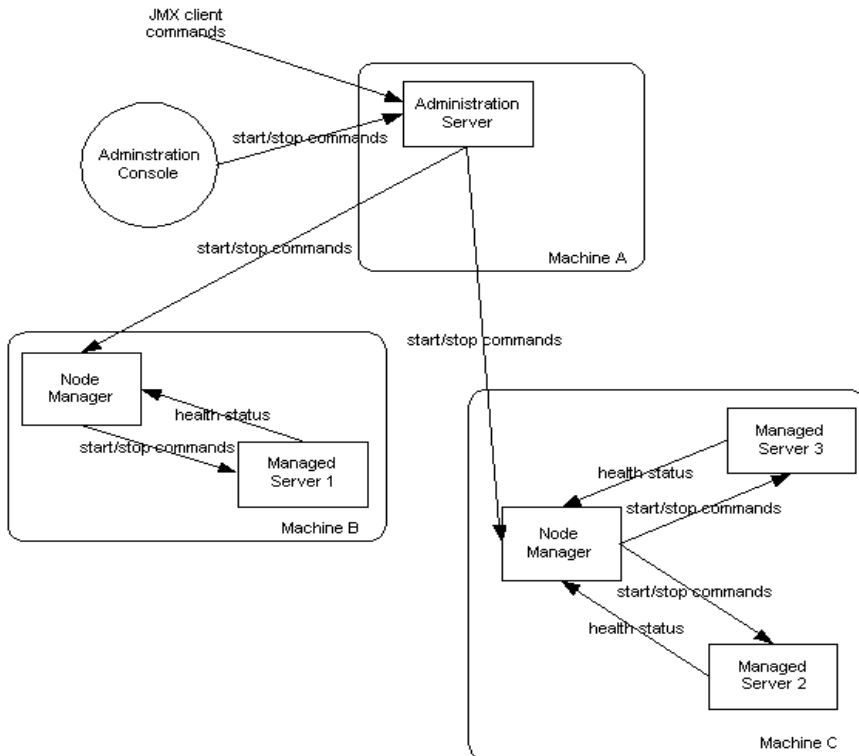 JMX client
commands
Administration
Server
start/stop commands
Adminstration
Console
start/stop commands
Machine A
start/stop commands
Node
Manager
health status
start/stop commands
Managed
Server 1
Machine B
Managed
Server 3
health status
start/stop commands
Node
Manager
start/stop commands
health status
Managed
Server 2
Machine C